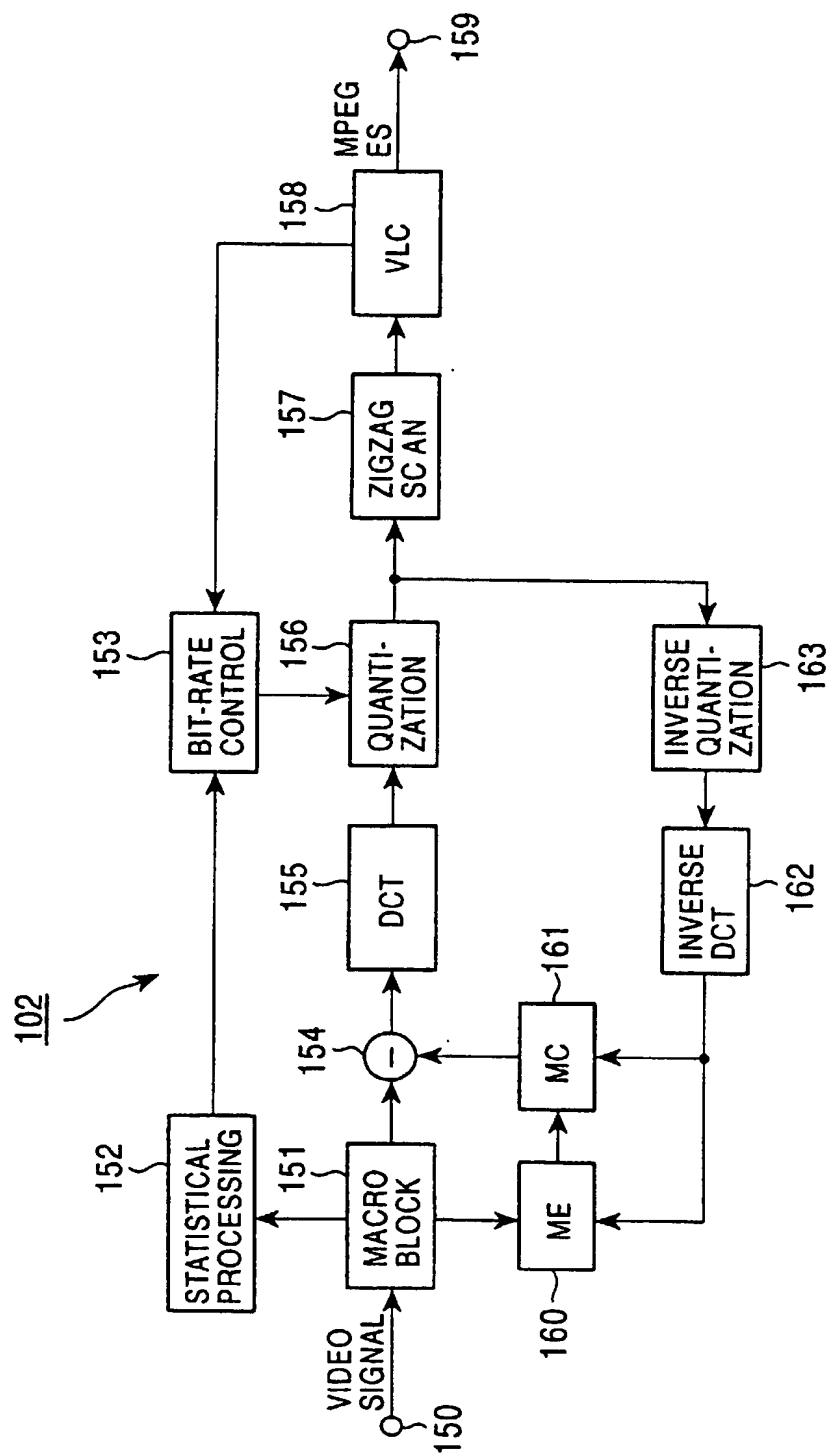 102
152
STATISTICAL
PROCESSING
153
BIT-RATE
CONTROL
VIDEO
SIGNAL
150
151
MACRO
BLOCK
154
−
155
DCT
156
QUANTI-
ZATION
157
ZIGZAG
SCAN
158
VLC
MPEG
ES
159
160
ME
161
MC
INVERSE
DCT
162
INVERSE
QUANTI-
ZATION
163